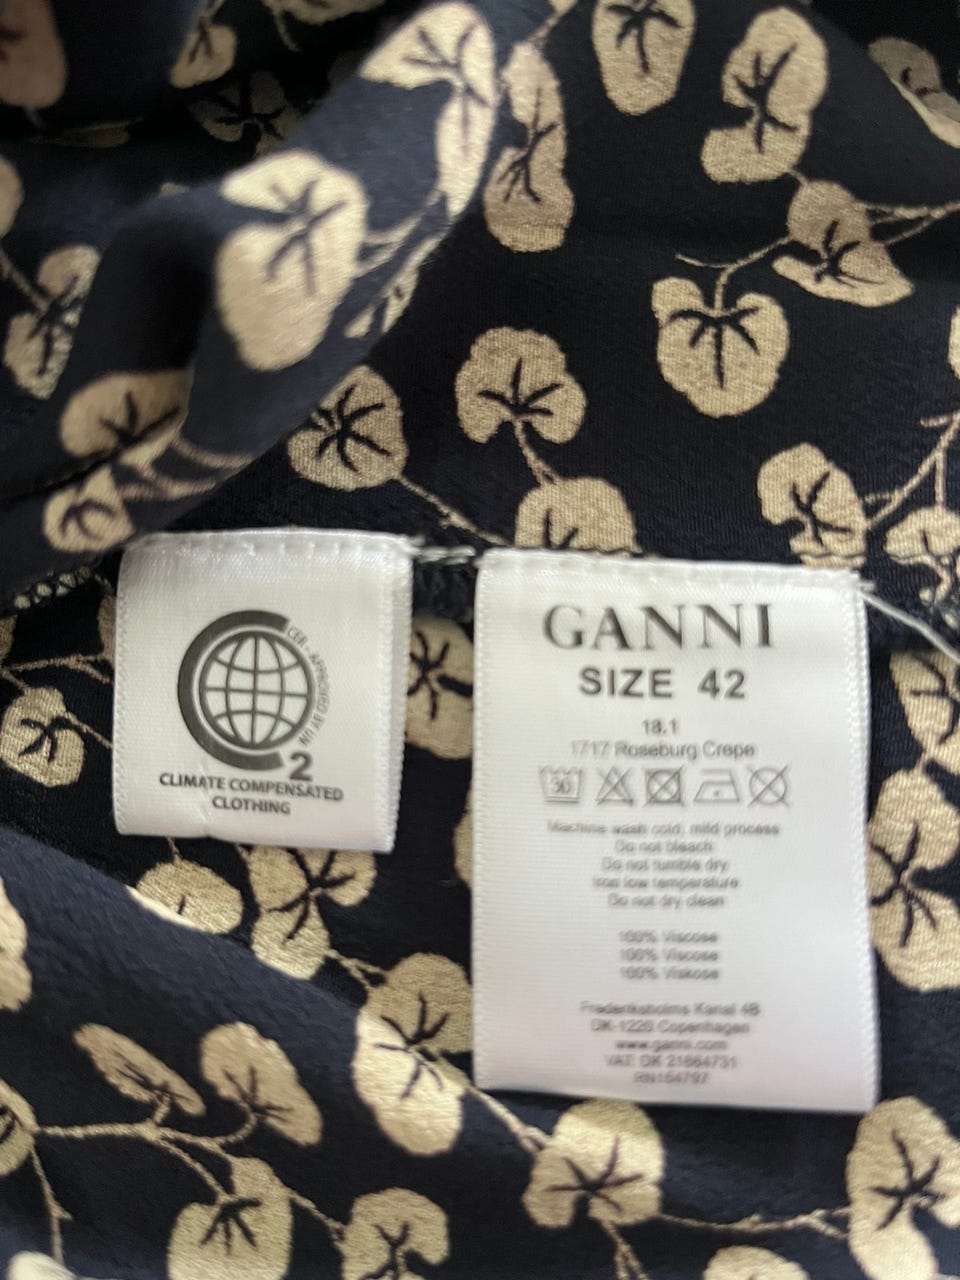 CER - APPROVED BY UN
2
CLIMATE COMPENSATED
CLOTHING
GANNI
SIZE 42
18.1
1717 Roseburg Crepe
30
Machine wash cold, mild process
Do not bleach
Do not tumble dry
Iron low temperature
Do not dry clean
100% Viscose
100% Viscose
100% Viskose
Frederiksholms Kanal 4B
DK-1220 Copenhagen
www.ganni.com
VAT: DK 21664731
RN154797